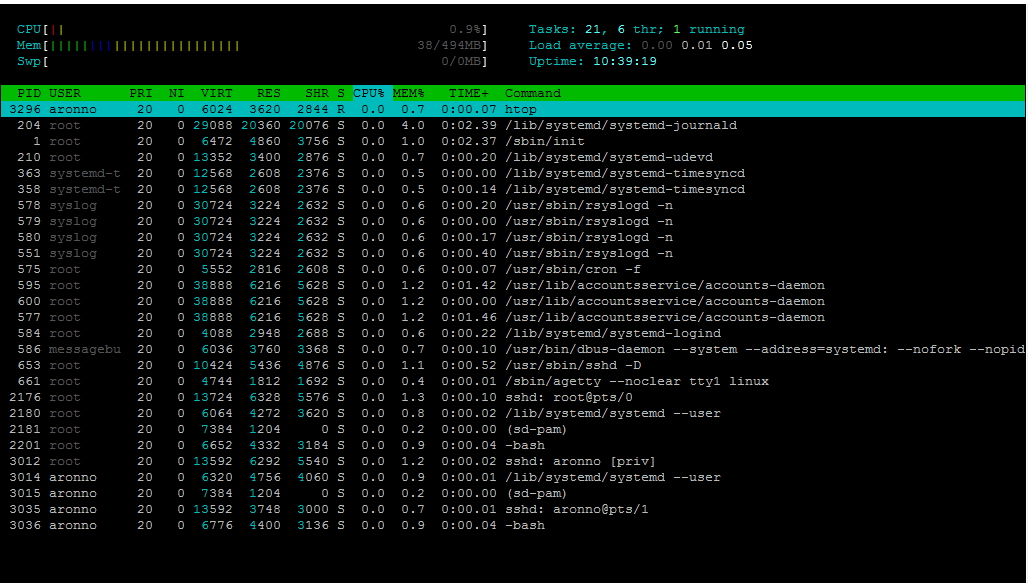 CPU[|| 0.9%] Tasks: 21, 6 thr; 1 running
Mem[|||||||||||||||||||||||| 38/494MB] Load average: 0.00 0.01 0.05
Swp[ 0/0MB] Uptime: 10:39:19
PID USER PRI NI VIRT RES SHR S CPU% MEM% TIME+ Command
3296 aronno 20 0 6024 3620 2844 R 0.0 0.7 0:00.07 htop
204 root 20 0 29088 20360 20076 S 0.0 4.0 0:02.39 /lib/systemd/systemd-journald
1 root 20 0 6472 4860 3756 S 0.0 1.0 0:02.37 /sbin/init
210 root 20 0 13352 3400 2876 S 0.0 0.7 0:00.20 /lib/systemd/systemd-udevd
363 systemd-t 20 0 12568 2608 2376 S 0.0 0.5 0:00.00 /lib/systemd/systemd-timesyncd
358 systemd-t 20 0 12568 2608 2376 S 0.0 0.5 0:00.14 /lib/systemd/systemd-timesyncd
578 syslog 20 0 30724 3224 2632 S 0.0 0.6 0:00.20 /usr/sbin/rsyslogd -n
579 syslog 20 0 30724 3224 2632 S 0.0 0.6 0:00.00 /usr/sbin/rsyslogd -n
580 syslog 20 0 30724 3224 2632 S 0.0 0.6 0:00.17 /usr/sbin/rsyslogd -n
551 syslog 20 0 30724 3224 2632 S 0.0 0.6 0:00.40 /usr/sbin/rsyslogd -n
575 root 20 0 5552 2816 2608 S 0.0 0.6 0:00.07 /usr/sbin/cron -f
595 root 20 0 38888 6216 5628 S 0.0 1.2 0:01.42 /usr/lib/accountsservice/accounts-daemon
600 root 20 0 38888 6216 5628 S 0.0 1.2 0:00.00 /usr/lib/accountsservice/accounts-daemon
577 root 20 0 38888 6216 5628 S 0.0 1.2 0:01.46 /usr/lib/accountsservice/accounts-daemon
584 root 20 0 4088 2948 2688 S 0.0 0.6 0:00.22 /lib/systemd/systemd-logind
586 messagebu 20 0 6036 3760 3368 S 0.0 0.7 0:00.10 /usr/bin/dbus-daemon --system --address=systemd: --nofork --nopid
653 root 20 0 10424 5436 4876 S 0.0 1.1 0:00.52 /usr/sbin/sshd -D
661 root 20 0 4744 1812 1692 S 0.0 0.4 0:00.01 /sbin/agetty --noclear tty1 linux
2176 root 20 0 13724 6328 5576 S 0.0 1.3 0:00.10 sshd: root@pts/0
2180 root 20 0 6064 4272 3620 S 0.0 0.8 0:00.02 /lib/systemd/systemd --user
2181 root 20 0 7384 1204 0 S 0.0 0.2 0:00.00 (sd-pam)
2201 root 20 0 6652 4332 3184 S 0.0 0.9 0:00.04 -bash
3012 root 20 0 13592 6292 5540 S 0.0 1.2 0:00.02 sshd: aronno [priv]
3014 aronno 20 0 6320 4756 4060 S 0.0 0.9 0:00.01 /lib/systemd/systemd --user
3015 aronno 20 0 7384 1204 0 S 0.0 0.2 0:00.00 (sd-pam)
3035 aronno 20 0 13592 3748 3000 S 0.0 0.7 0:00.01 sshd: aronno@pts/1
3036 aronno 20 0 6776 4400 3136 S 0.0 0.9 0:00.04 -bash